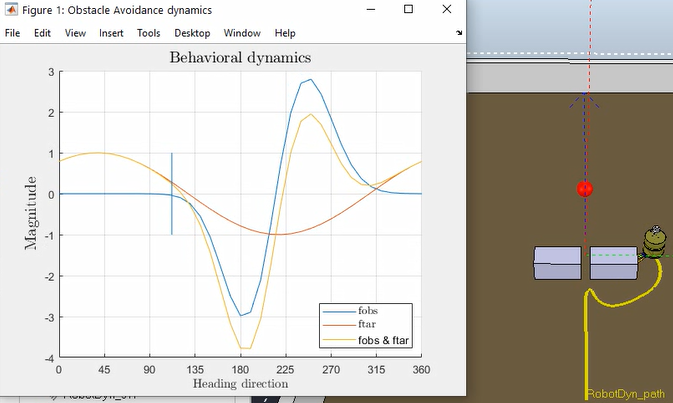 Figure 1: Obstacle Avoidance dynamics
File Edit View Insert Tools Desktop Window Help
Behavioral dynamics
3
2
1
0
-1
-2
-3
-4
Magnitude
0 45 90 135 180 225 270 315 360
Heading direction
fobs
ftar
fobs & ftar
RobotDyn_path